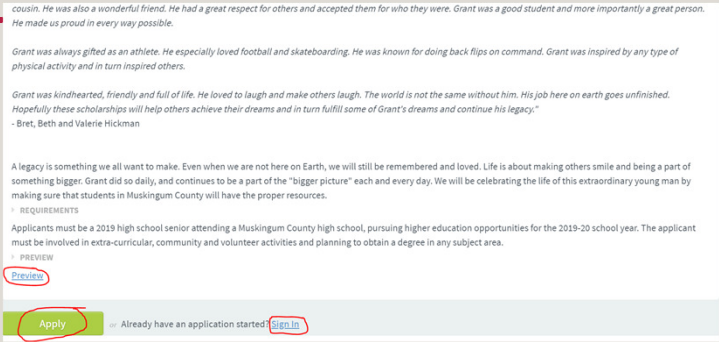 cousin. He was also a wonderful friend. He had a great respect for others and accepted them for who they were. Grant was a good student and more importantly a great person.
He made us proud in every way possible.
Grant was always gifted as an athlete. He especially loved football and skateboarding. He was known for doing back flips on command. Grant was inspired by any type of
physical activity and in turn inspired others.
Grant was kindhearted, friendly and full of life. He loved to laugh and make others laugh. The world is not the same without him. His job here on earth goes unfinished.
Hopefully these scholarships will help others achieve their dreams and in turn fulfill some of Grant's dreams and continue his legacy."
- Bret, Beth and Valerie Hickman
A legacy is something we all want to make. Even when we are not here on Earth, we will still be remembered and loved. Life is about making others smile and being a part of
something bigger. Grant did so daily, and continues to be a part of the "bigger picture" each and every day. We will be celebrating the life of this extraordinary young man by
making sure that students in Muskingum County will have the proper resources.
REQUIREMENTS
Applicants must be a 2019 high school senior attending a Muskingum County high school, pursuing higher education opportunities for the 2019-20 school year. The applicant
must be involved in extra-curricular, community and volunteer activities and planning to obtain a degree in any subject area.
PREVIEW
Preview
Apply or Already have an application started? Sign In